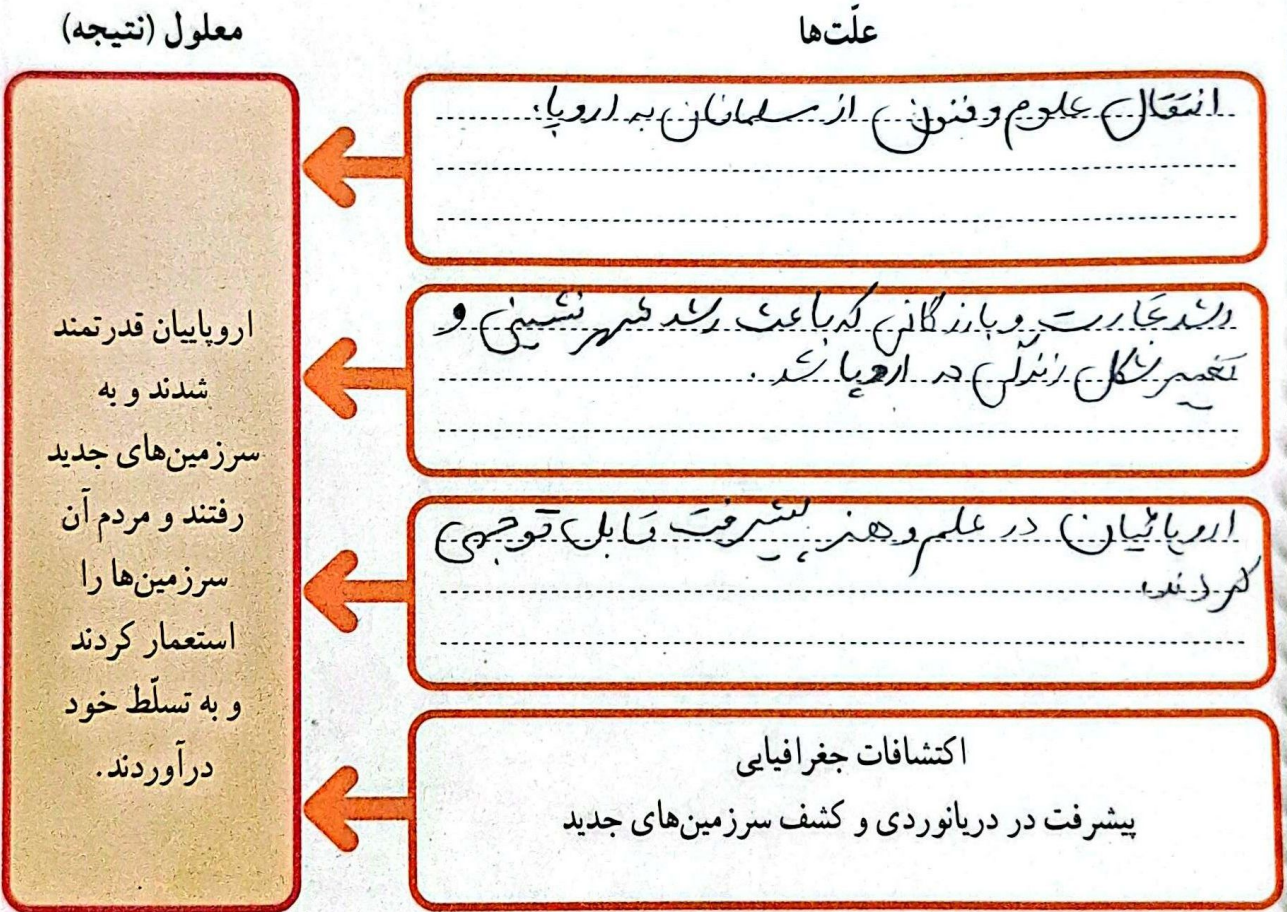 علّت‌ها
معلول (نتیجه)
انتقال علوم و فنون از مسلمانان به اروپا،
رشد تجارت و بازرگانی که باعث رشد شهرنشینی و
تغییر شکل زندگی در اروپا شد.
اروپائیان در علم و هنر پیشرفت قابل توجهی
کردند،
اکتشافات جغرافیایی
پیشرفت در دریانوردی و کشف سرزمین‌های جدید
اروپاییان قدرتمند
شدند و به
سرزمین‌های جدید
رفتند و مردم آن
سرزمین‌ها را
استعمار کردند
و به تسلّط خود
درآوردند.